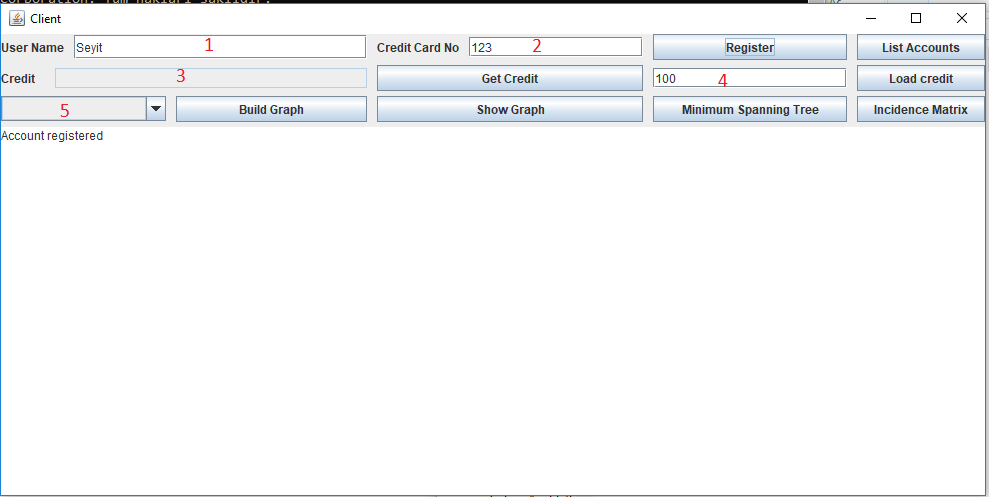 Corporation. Tüm hakları saklıdır.
Client
User Name Seyit 1 Credit Card No 123 2 Register List Accounts
Credit 3 Get Credit 100 4 Load credit
5 Build Graph Show Graph Minimum Spanning Tree Incidence Matrix
Account registered